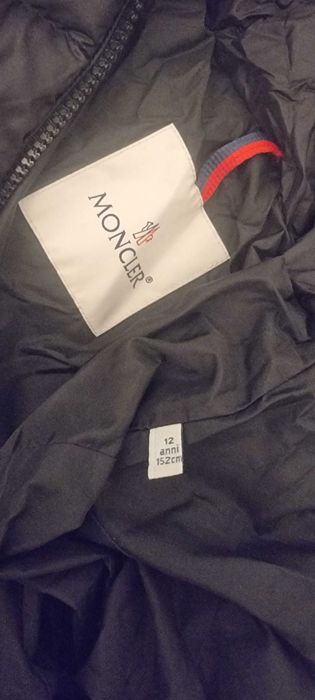 MONCLER®
12
anni
152cm